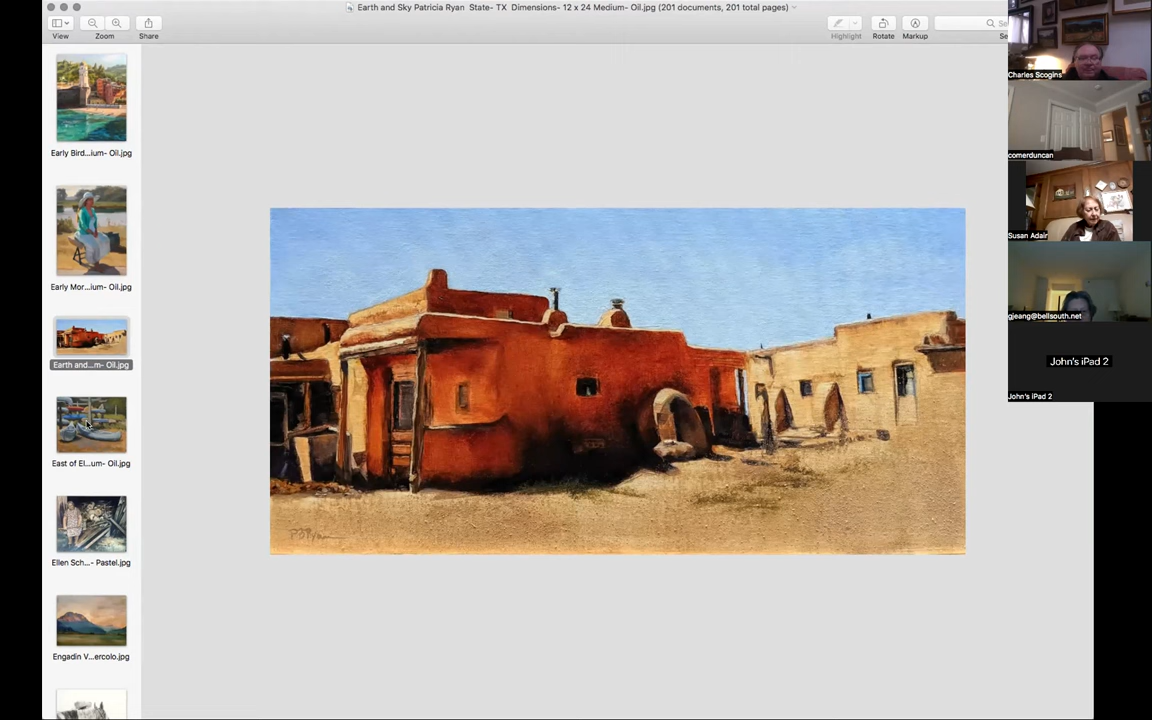 Earth and Sky Patricia Ryan  State- TX  Dimensions- 12 x 24 Medium- Oil.jpg (201 documents, 201 total pages)
View
Zoom
Share
Highlight
Rotate
Markup
Early Bird...ium- Oil.jpg
Early Mor...ium- Oil.jpg
Earth and...m- Oil.jpg
East of El...um- Oil.jpg
Ellen Sch...- Pastel.jpg
Engadin V...ercolo.jpg
Charles Scogins
comerduncan
Susan Adair
gjeang@bellsouth.net
John's iPad 2
John's iPad 2